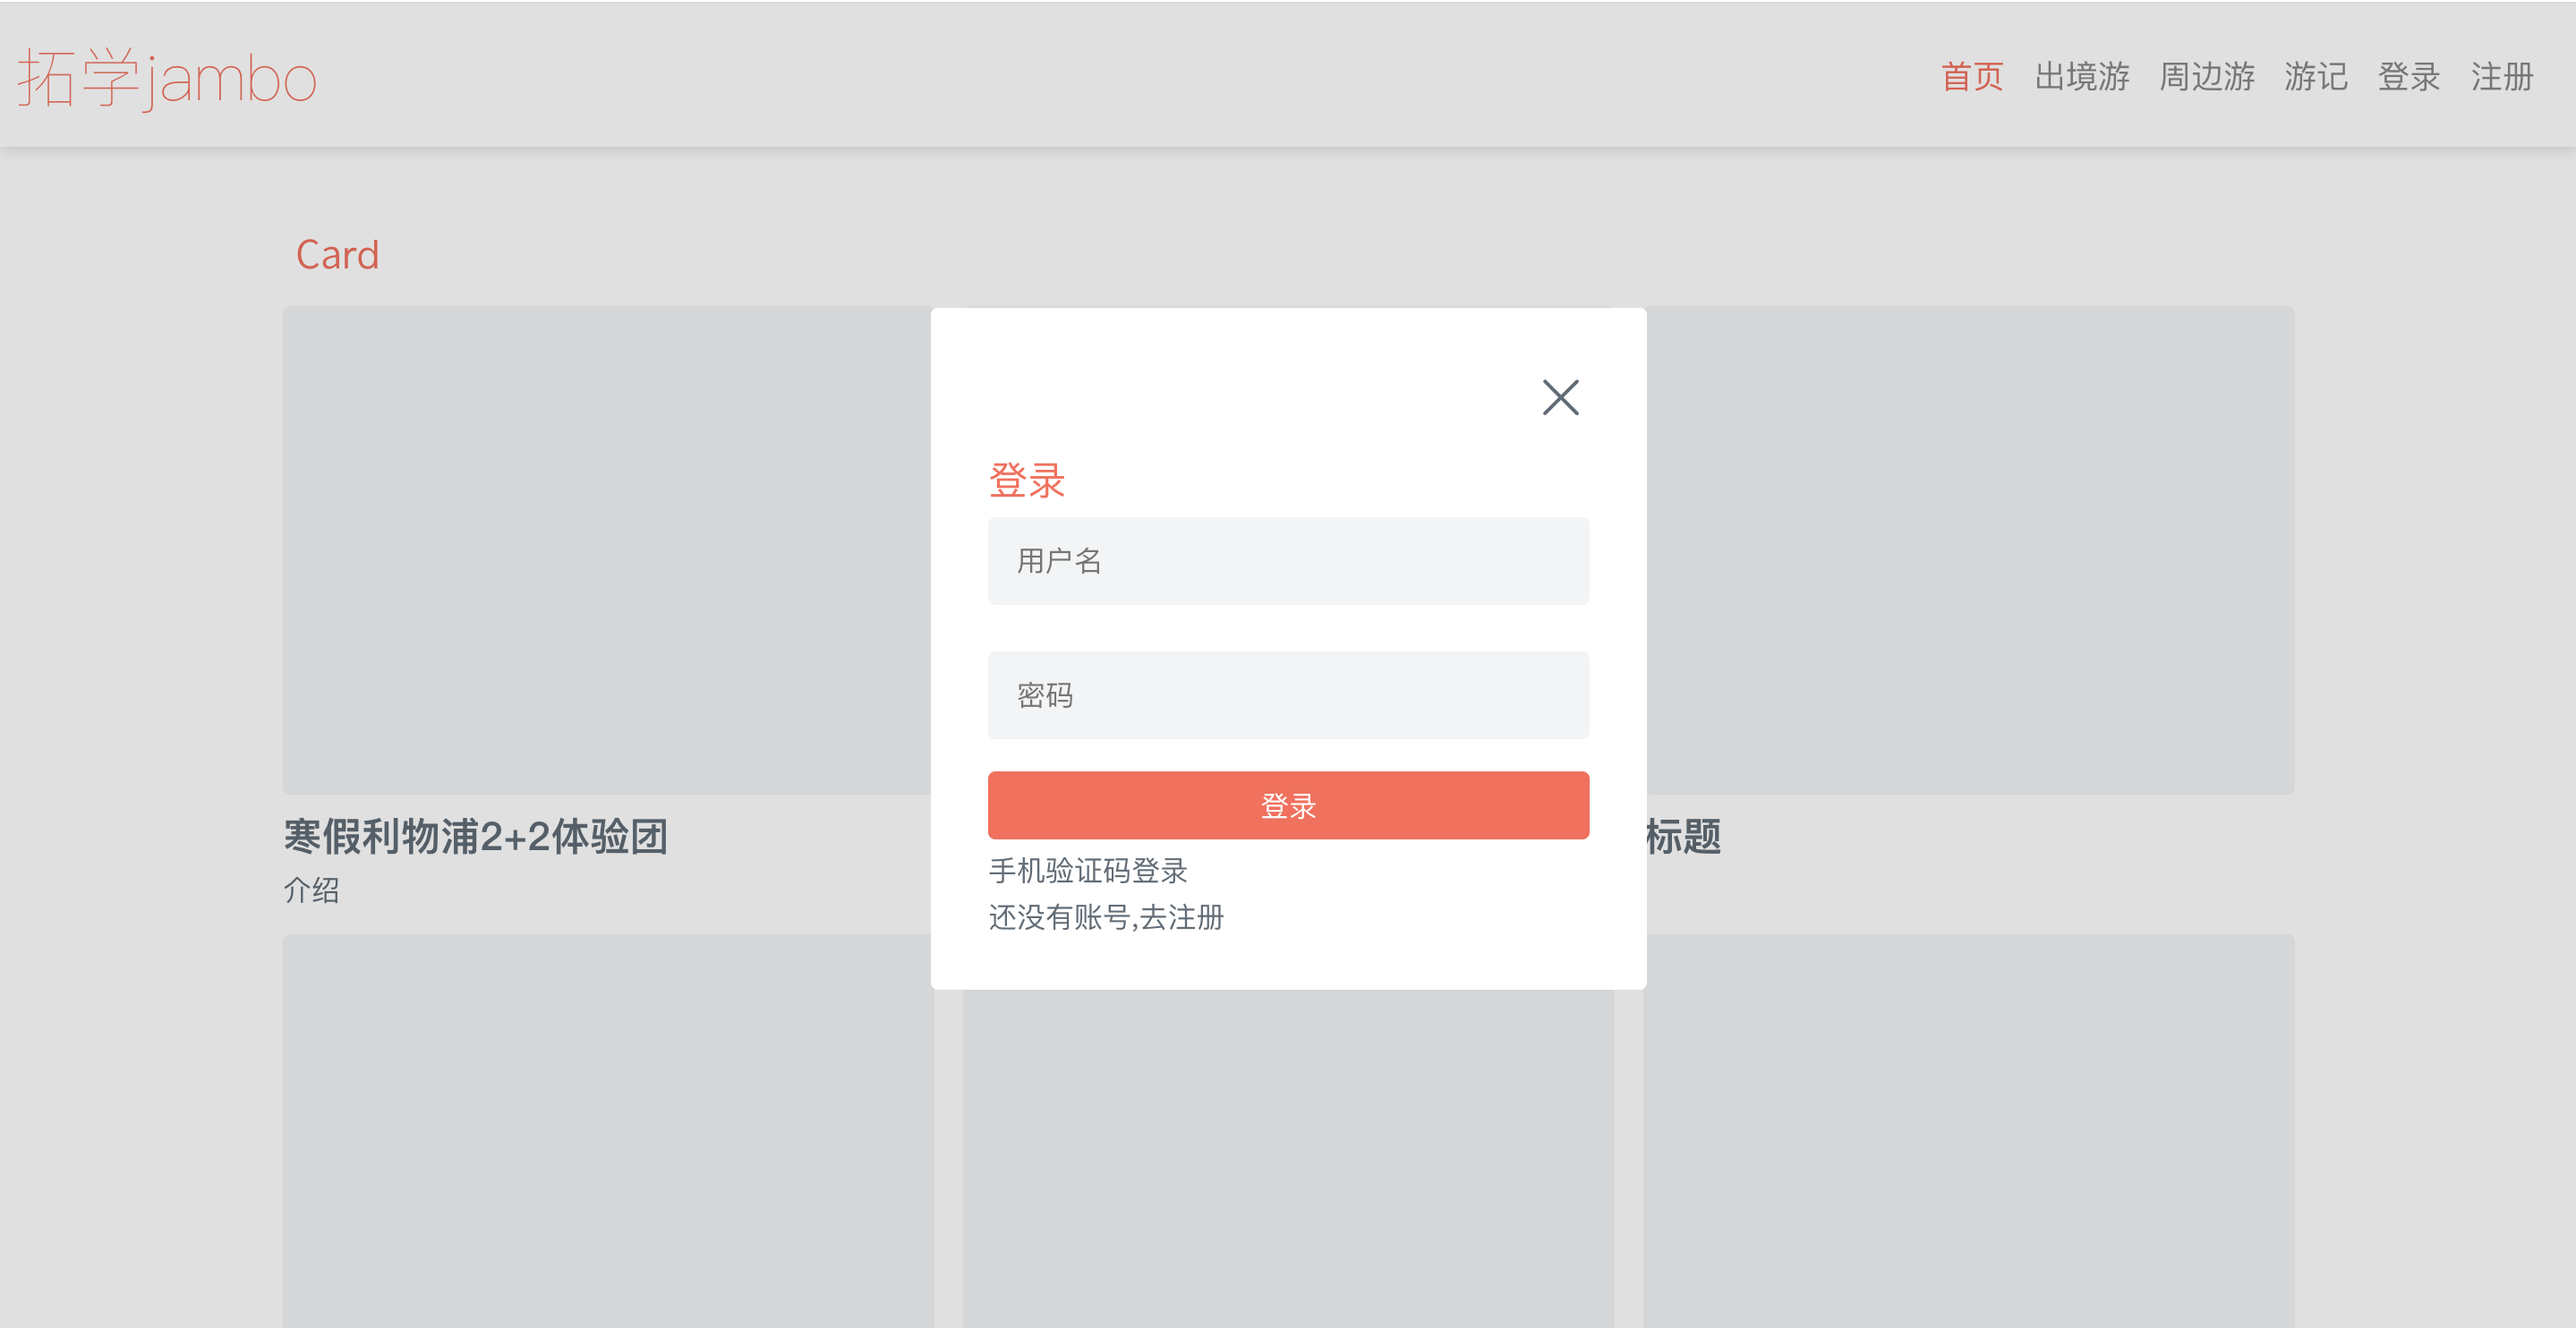 拓学jambo
首页 出境游 周边游 游记 登录 注册
Card
登录
用户名
密码
登录
手机验证码登录
还没有账号,去注册
寒假利物浦2+2体验团
介绍
标题